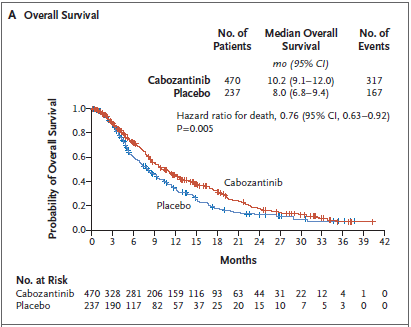 A Overall Survival
No. of Patients Median Overall Survival No. of Events
mo (95% CI)
Cabozantinib 470 10.2 (9.1–12.0) 317
Placebo 237 8.0 (6.8–9.4) 167
Hazard ratio for death, 0.76 (95% CI, 0.63–0.92)
P=0.005
Probability of Overall Survival
1.0
0.8
0.6
0.4
0.2
0.0
Cabozantinib
Placebo
0 3 6 9 12 15 18 21 24 27 30 33 36 39 42
Months
No. at Risk
Cabozantinib 470 328 281 206 159 116 93 63 44 31 22 12 4 1 0
Placebo 237 190 117 82 57 37 25 20 15 10 7 5 3 0 0